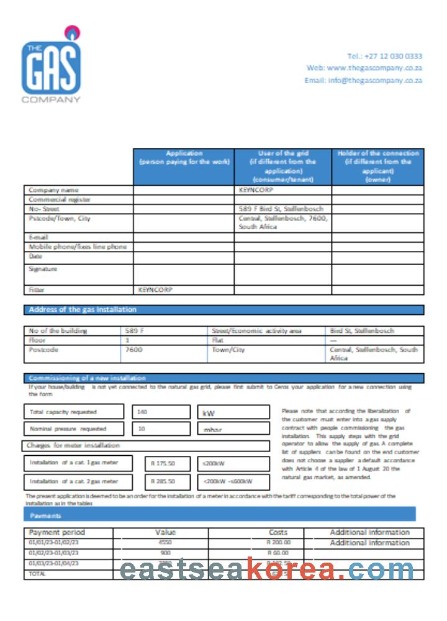 THE
GAS
COMPANY
Tel.: +27 12 030 0333
Web: www.thegascompany.co.za
Email: info@thegascompany.co.za
Application (person paying for the work)
User of the grid (if different from the application) (consumer/tenant)
Holder of the connection (if different from the applicant) (owner)
Company name KEYNCORP
Commercial register
No- Street 589 F Bird St, Stellenbosch
Pstcode/Town, City Central, Stellenbosch, 7600, South Africa
E-mail
Mobile phone/fixes line phone
Date
Signature
Fitter KEYNCORP
Address of the gas installation
No of the building 589 F Street/Economic activity area Bird St, Stellenbosch
Floor 1 Flat —
Postcode 7600 Town/City Central, Stellenbosch, South Africa
Commissioning of a new installation
If your house/building is not yet connected to the natural gas grid, please first submit to Ceros your application for a new connection using
the form
Total capacity requested 140 kW
Nominal pressure requested 10 mbar
Charges for meter installation
Installation of a cat. 1 gas meter R 175.50 <200kW
Installation of a cat. 2 gas meter R 285.50 <200kW -<600kW
Please note that according the liberalization of
the customer must enter into a gas supply
contract with people commissioning the gas
installation. This supply steps with the grid
operator to allow the supply of gas. A complete
list of suppliers can be found on the end customer
does not choose a supplier a default accordance
with Article 4 of the law of 1 August 20 the
natural gas market, as amended.
The present application is deemed to be an order for the installation of a meter in accordance with the tariff corresponding to the total power of the
installation as in the tables
Payments
Payment period Value Costs Additional information
01/01/23-01/02/23 4550 R 200.00 Additional information
01/02/23-01/03/23 900 R 60.00
01/03/23-01/04/23
TOTAL
eastseakorea.com